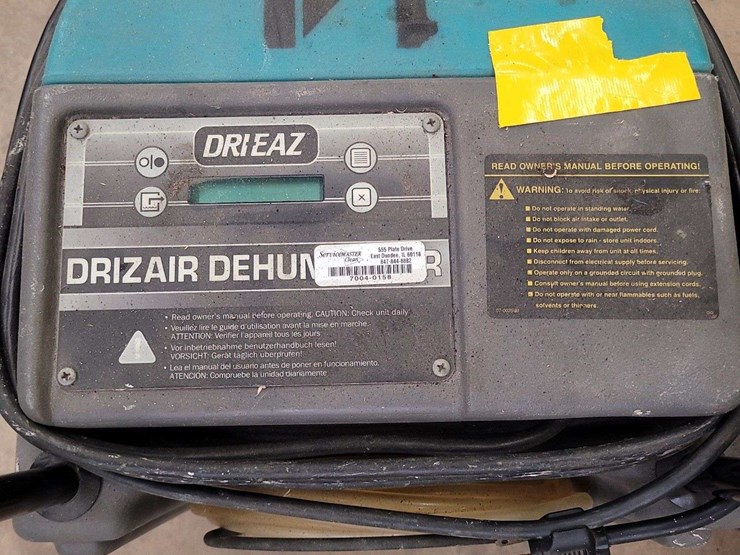 DRIEAZ
DRIZAIR DEHUM
R
SERVICEMASTER
Clean
555 Plate Drive
East Dundee, IL 60118
847-844-8882
7004-0158
• Read owner's manual before operating. CAUTION: Check unit daily
• Veuillez lire le guide d'utilisation avant la mise en marche.
ATTENTION: Verifier l'appareil tous les jours
• Vor inbetriebnahme benutzerhandbuch lesen!
VORSICHT: Gerät täglich überprüfen!
• Lea el manual del usuario antes de poner en funcionamiento.
ATENCION: Compruebe la unidad diariamente
READ OWNER'S MANUAL BEFORE OPERATING!
WARNING: To avoid risk of shock, physical injury or fire:
Do not operate in standing water.
Do not block air intake or outlet.
Do not operate with damaged power cord.
Do not expose to rain - store unit indoors.
Keep children away from unit at all times.
Disconnect from electrical supply before servicing.
Operate only on a grounded circuit with grounded plug.
Consult owner's manual before using extension cords.
Do not operate with or near flammables such as fuels,
solvents or thinners.